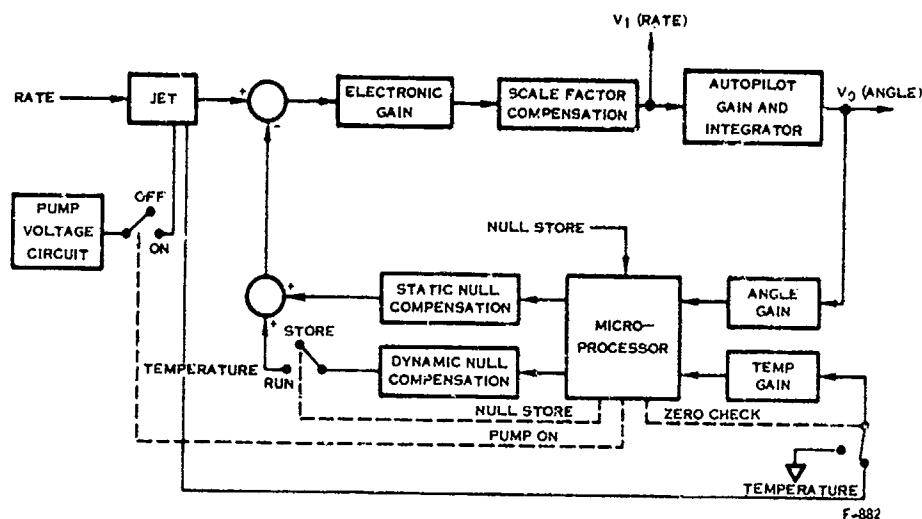 V1 (RATE)
RATE
JET
+
-
ELECTRONIC
GAIN
SCALE FACTOR
COMPENSATION
AUTOPILOT
GAIN AND
INTEGRATOR
V0 (ANGLE)
PUMP
VOLTAGE
CIRCUIT
OFF
ON
NULL STORE
STATIC NULL
COMPENSATION
MICRO-
PROCESSOR
ANGLE
GAIN
+
+
STORE
TEMPERATURE
RUN
DYNAMIC NULL
COMPENSATION
TEMP
GAIN
NULL STORE
ZERO CHECK
PUMP ON
TEMPERATURE
F-882